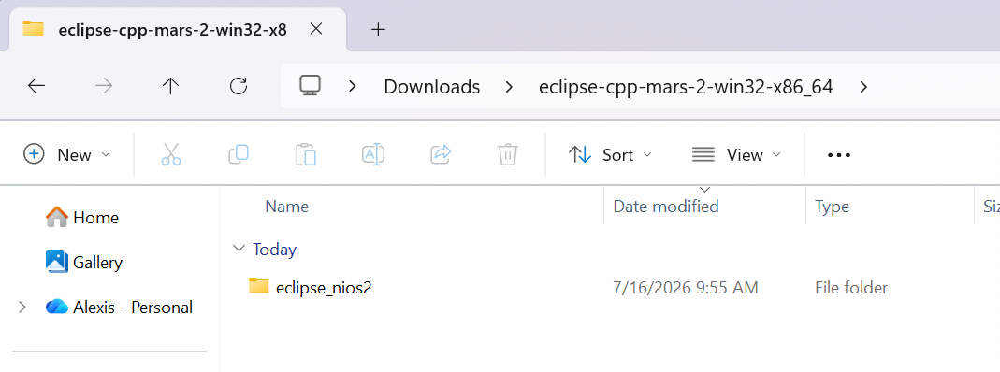 eclipse-cpp-mars-2-win32-x8
Downloads eclipse-cpp-mars-2-win32-x86_64
New Sort View
Name Date modified Type Siz
Home
Gallery
Alexis - Personal
Today
eclipse_nios2 7/16/2026 9:55 AM File folder